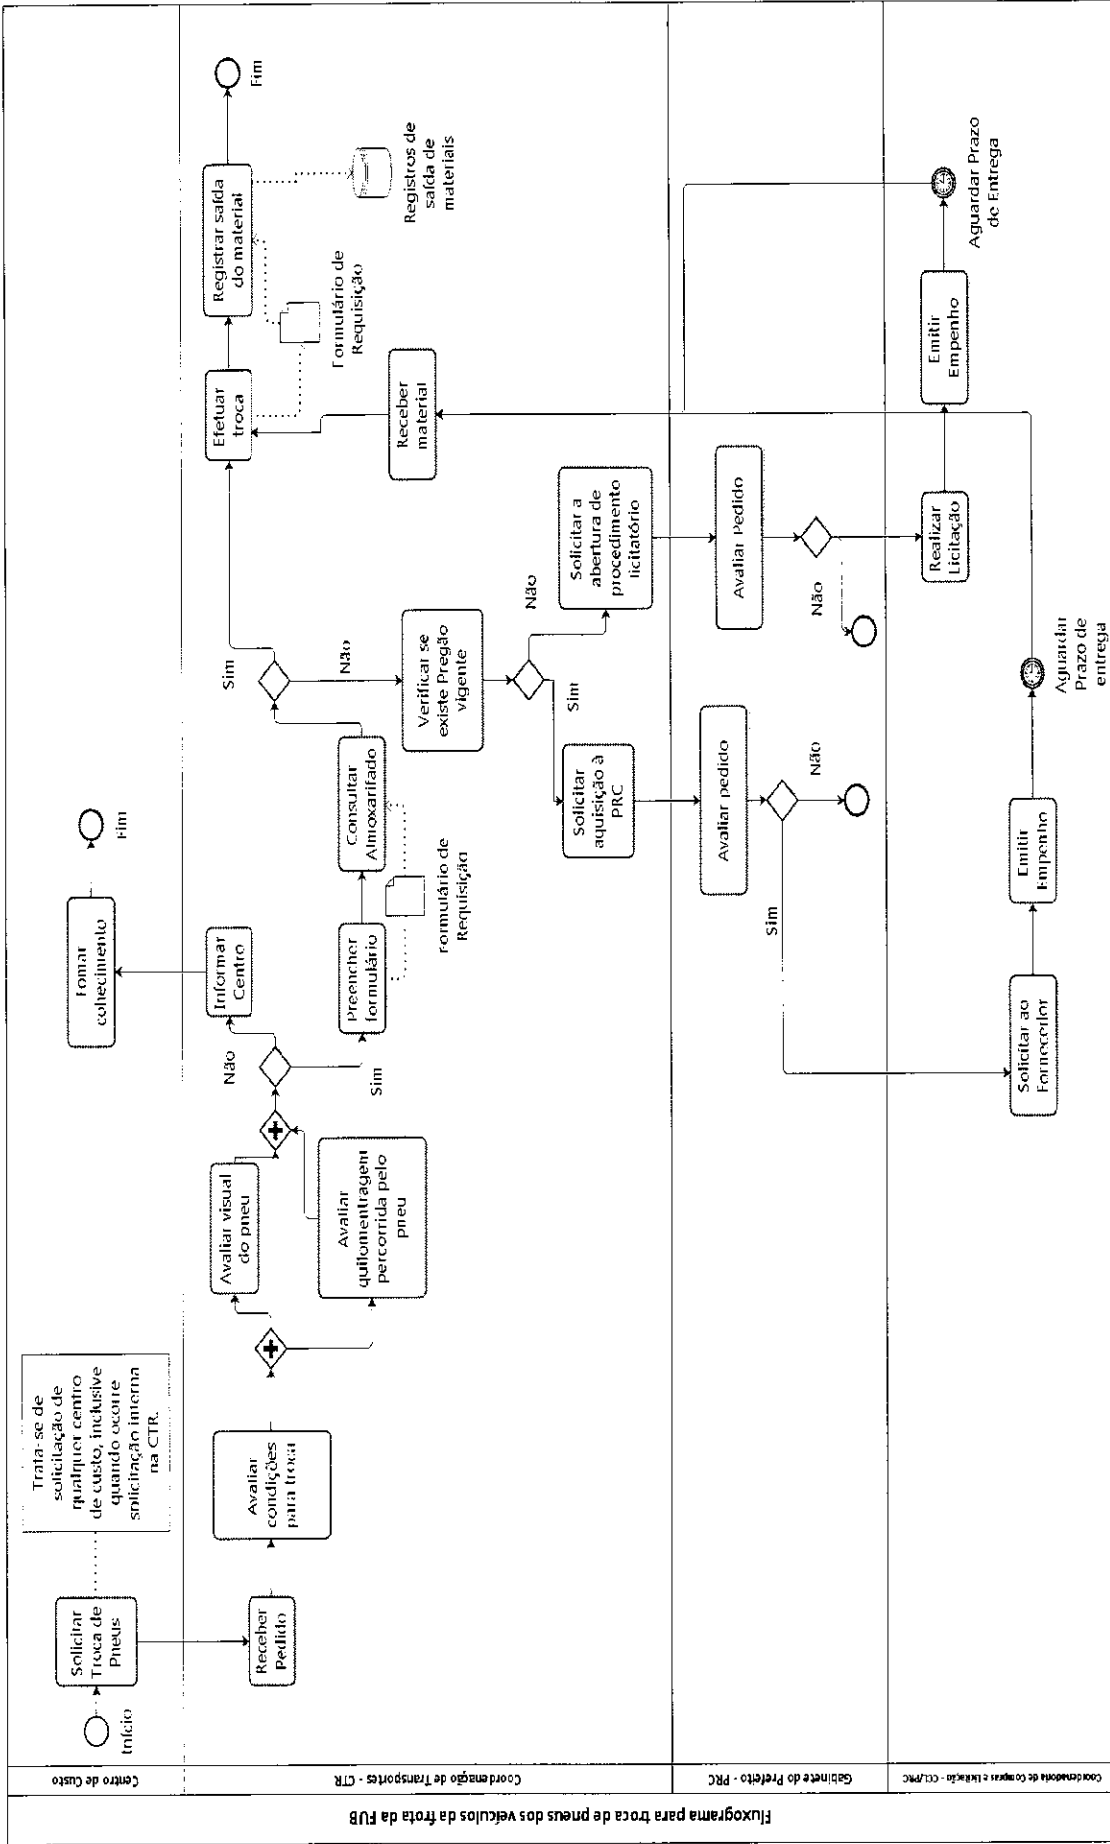 Fluxograma para troca de pneus dos veículos da frota da FUB
Centro de Custo
Início
Solicitar
Troca de
Pneus
Trata-se de
solicitação de
qualquer centro
de custo, inclusive
quando ocorre
solicitação interna
na CTR.
Tomar
cohecimento
Fim
Coordenação de Transportes - CTR
Receber
Pedido
Avaliar
condições
para troca
Avaliar visual
do pneu
Avaliar
quilomentragem
percorrida pelo
pneu
Não
Sim
Informar
Centro
Preencher
formulário
Formulário de
Requisição
Consultar
Almoxarifado
Sim
Não
Verificar se
existe Pregão
vigente
Sim
Não
Solicitar
aquisição à
PRC
Solicitar a
abertura de
procedimento
licitatório
Receber
material
Efetuar
troca
Formulário de
Requisição
Registrar saída
do material
Registros de
saída de
materiais
Fim
Gabinete do Prefeito - PRC
Avaliar pedido
Sim
Não
Avaliar Pedido
Não
Coordenadoria de Compras e Licitação - CCL/PRC
Solicitar ao
Fornecedor
Emitir
Empenho
Aguardar
Prazo de
entrega
Realizar
Licitação
Emitir
Empenho
Aguardar Prazo
de Entrega